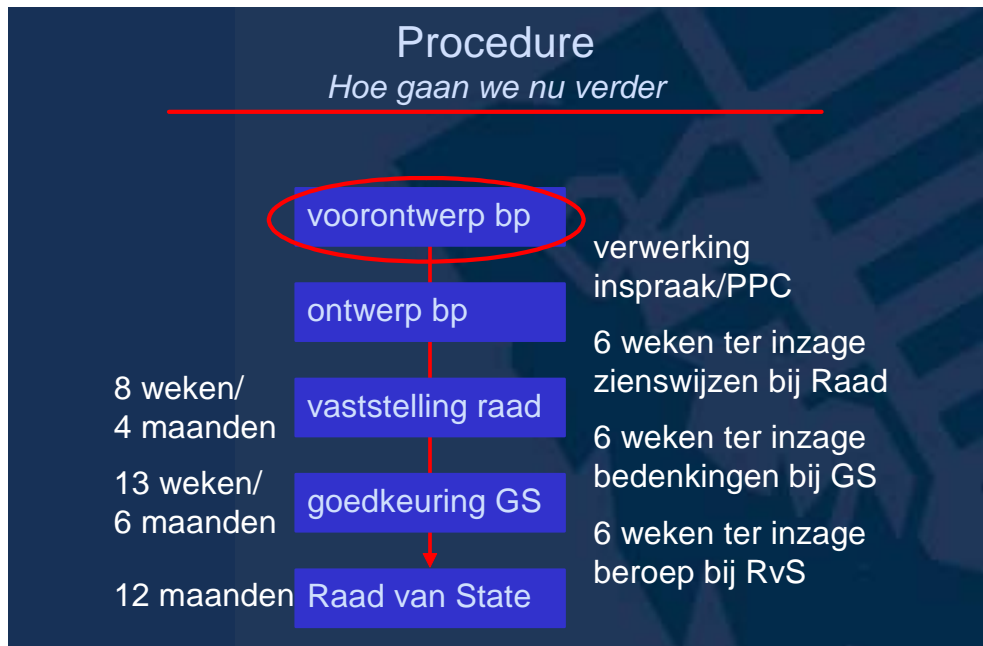 Procedure
Hoe gaan we nu verder
voorontwerp bp
verwerking
inspraak/PPC
ontwerp bp
6 weken ter inzage
zienswijzen bij Raad
8 weken/
4 maanden
vaststelling raad
6 weken ter inzage
bedenkingen bij GS
13 weken/
6 maanden
goedkeuring GS
6 weken ter inzage
beroep bij RvS
12 maanden
Raad van State